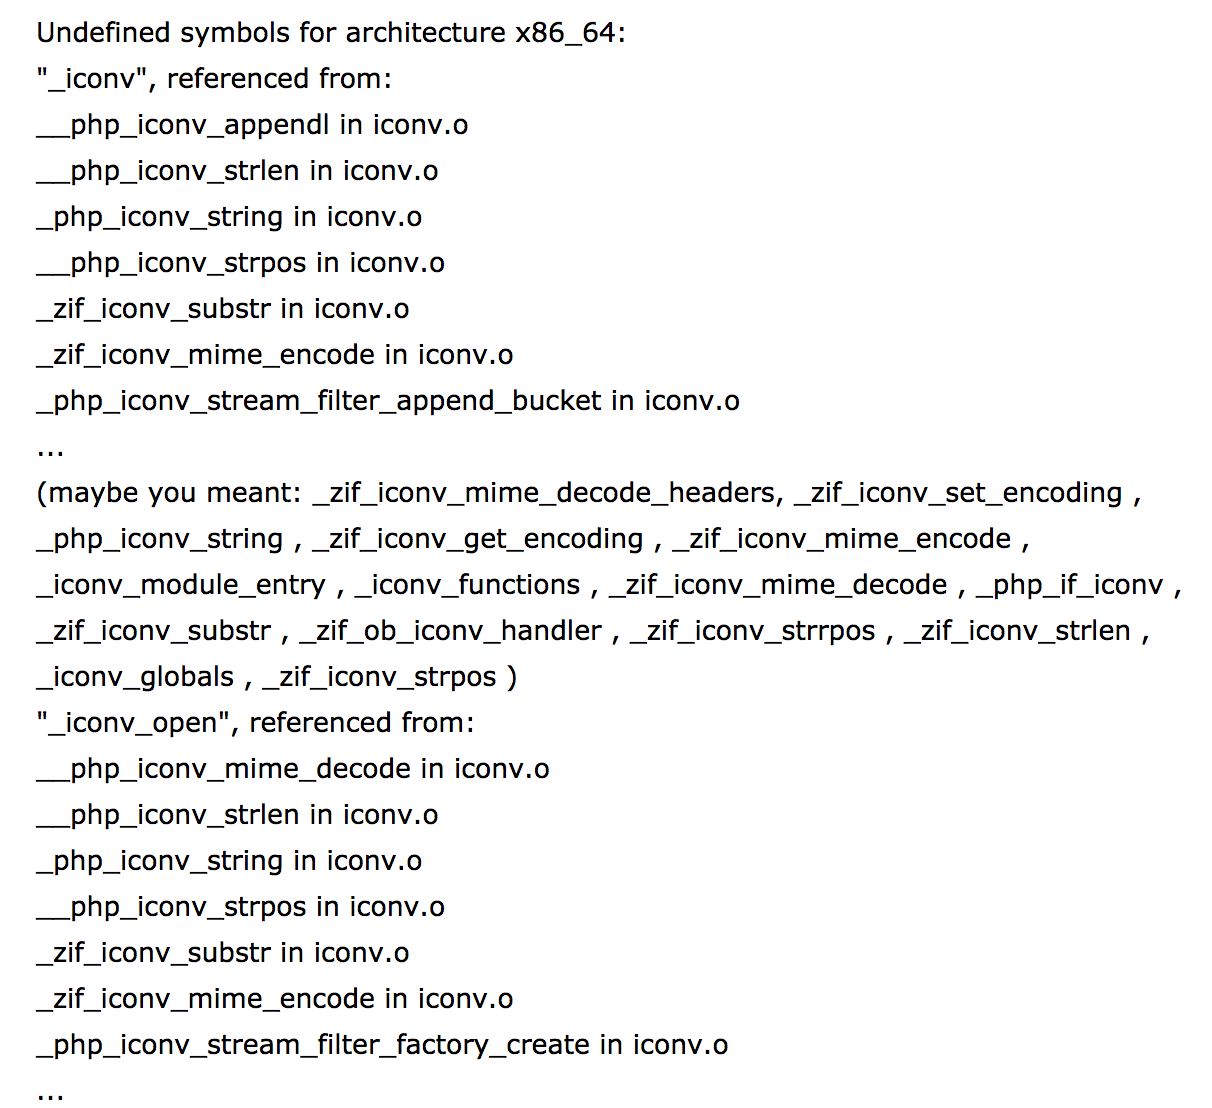 Undefined symbols for architecture x86_64:
"_iconv", referenced from:
__php_iconv_appendl in iconv.o
__php_iconv_strlen in iconv.o
_php_iconv_string in iconv.o
__php_iconv_strpos in iconv.o
_zif_iconv_substr in iconv.o
_zif_iconv_mime_encode in iconv.o
_php_iconv_stream_filter_append_bucket in iconv.o
...
(maybe you meant: _zif_iconv_mime_decode_headers, _zif_iconv_set_encoding ,
_php_iconv_string , _zif_iconv_get_encoding , _zif_iconv_mime_encode ,
_iconv_module_entry , _iconv_functions , _zif_iconv_mime_decode , _php_if_iconv ,
_zif_iconv_substr , _zif_ob_iconv_handler , _zif_iconv_strrpos , _zif_iconv_strlen ,
_iconv_globals , _zif_iconv_strpos )
"_iconv_open", referenced from:
__php_iconv_mime_decode in iconv.o
__php_iconv_strlen in iconv.o
_php_iconv_string in iconv.o
__php_iconv_strpos in iconv.o
_zif_iconv_substr in iconv.o
_zif_iconv_mime_encode in iconv.o
_php_iconv_stream_filter_factory_create in iconv.o
...